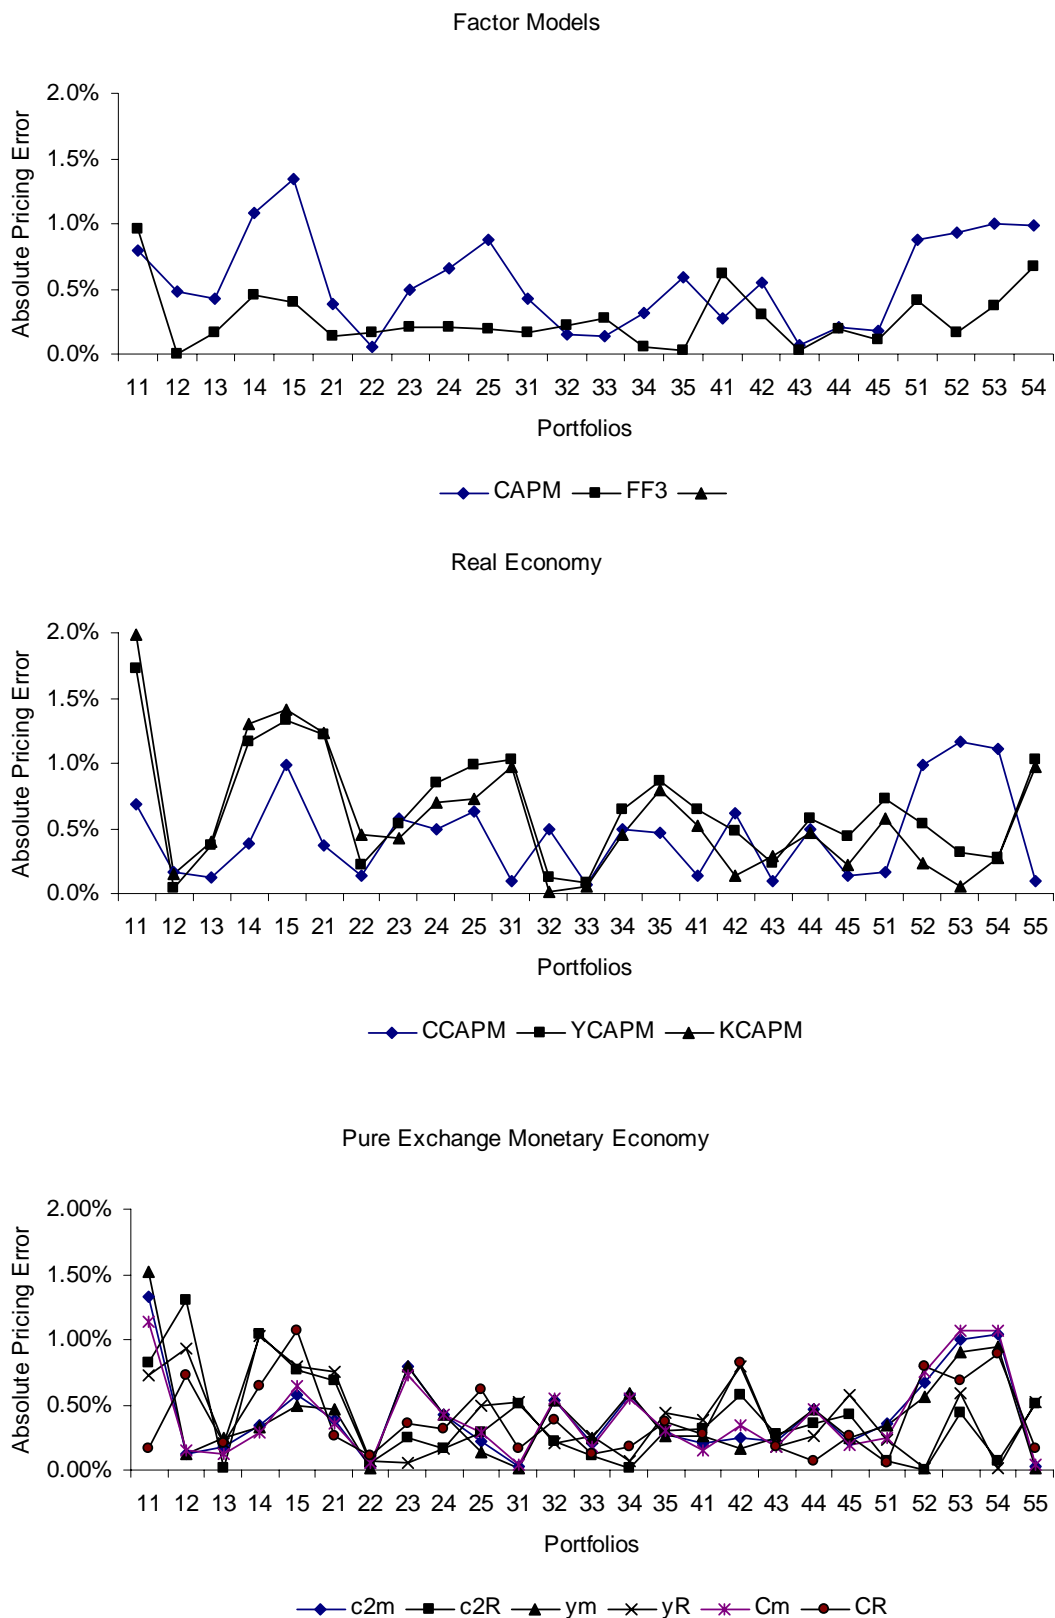 Factor Models
2.0%
1.5%
1.0%
0.5%
0.0%
Absolute Pricing Error
11 12 13 14 15 21 22 23 24 25 31 32 33 34 35 41 42 43 44 45 51 52 53 54
Portfolios
CAPM FF3
Real Economy
2.0%
1.5%
1.0%
0.5%
0.0%
Absolute Pricing Error
11 12 13 14 15 21 22 23 24 25 31 32 33 34 35 41 42 43 44 45 51 52 53 54 55
Portfolios
CCAPM YCAPM KCAPM
Pure Exchange Monetary Economy
2.00%
1.50%
1.00%
0.50%
0.00%
Absolute Pricing Error
11 12 13 14 15 21 22 23 24 25 31 32 33 34 35 41 42 43 44 45 51 52 53 54 55
Portfolios
c2m c2R ym yR Cm CR